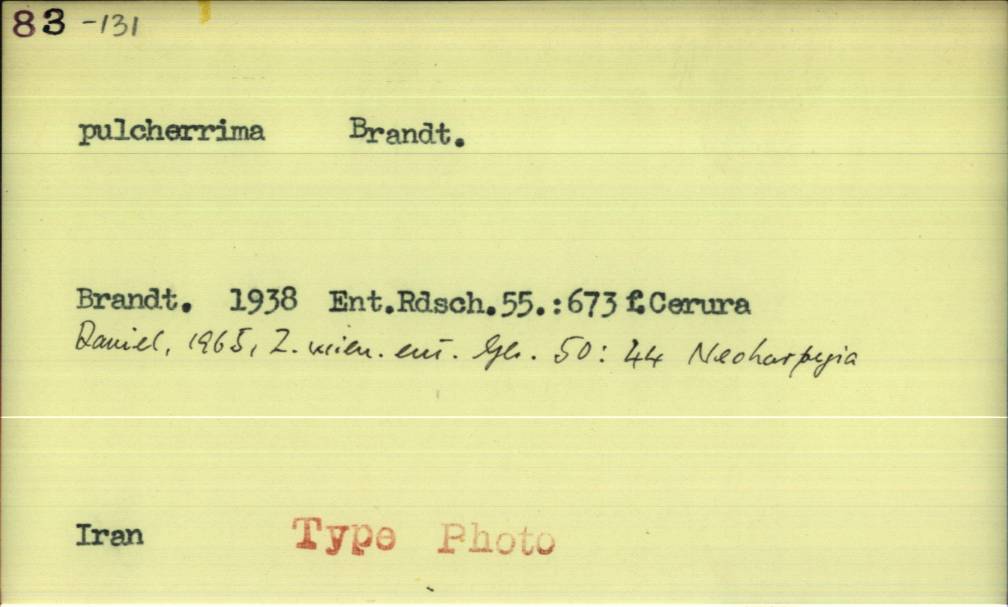 83 -131
pulcherrima Brandt.
Brandt. 1938 Ent.Rdsch.55.:673 f.Cerura
Daniel, 1965, Z. wien. ent. Ges. 50: 44 Neoharpyia
Iran Type Photo